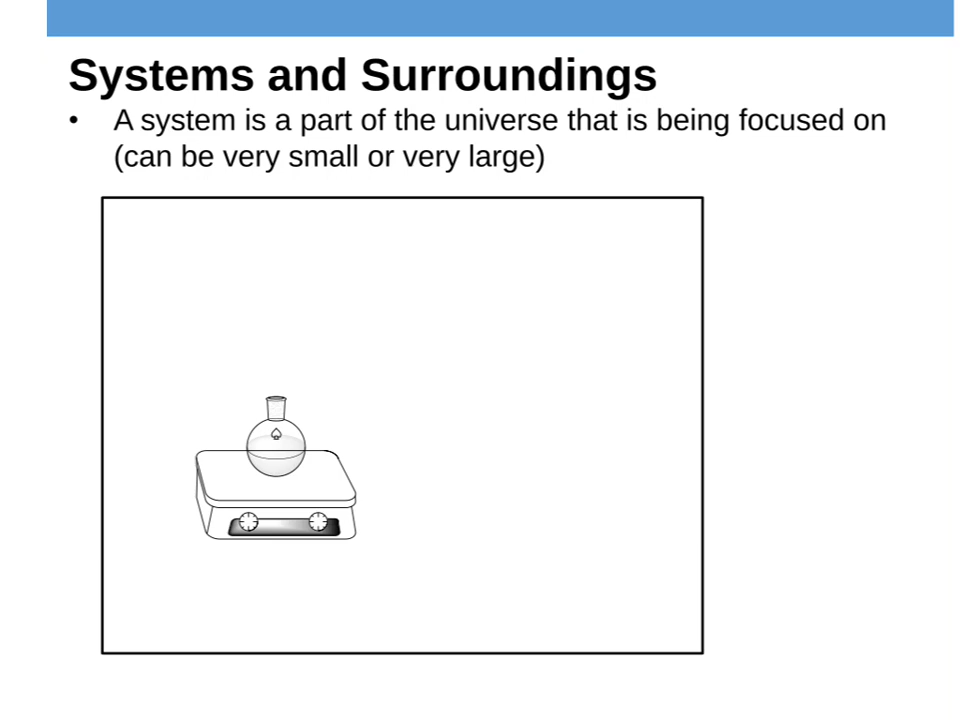 Systems and Surroundings
• A system is a part of the universe that is being focused on
(can be very small or very large)